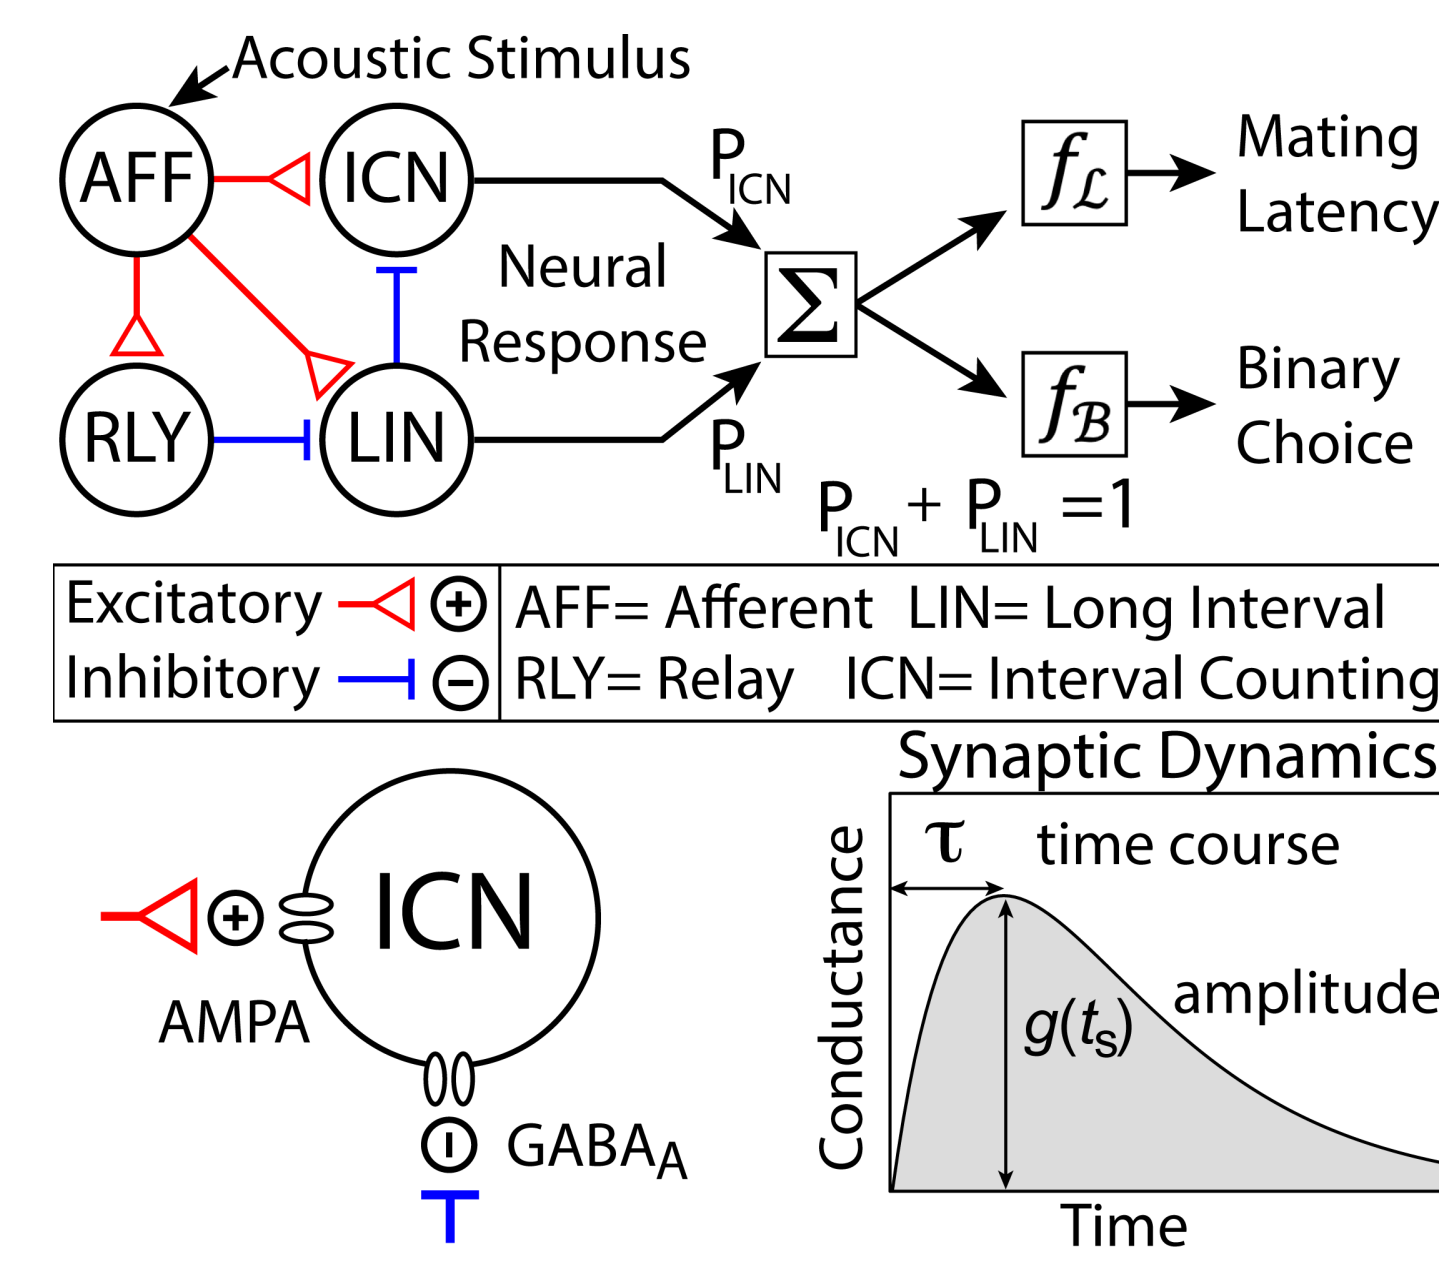 Acoustic Stimulus
AFF
ICN
RLY
LIN
Neural
Response
P_ICN
P_LIN
Σ
P_ICN + P_LIN =1
f_ℒ
Mating
Latency
f_ℬ
Binary
Choice
Excitatory +
Inhibitory −
AFF= Afferent LIN= Long Interval
RLY= Relay ICN= Interval Counting
ICN
+
AMPA
−
GABA_A
Synaptic Dynamics
τ time course
amplitude
g(t_s)
Conductance
Time